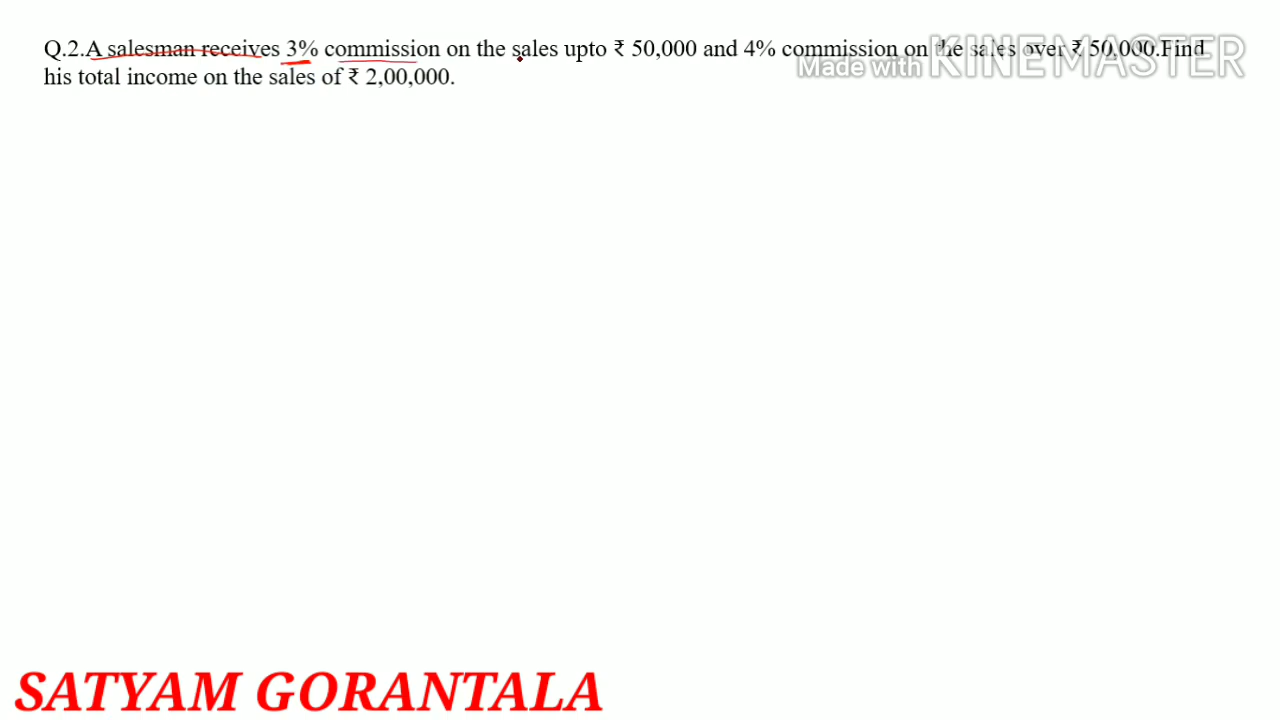 Q.2.A salesman receives 3% commission on the sales upto ₹ 50,000 and 4% commission on the sales over ₹ 50,000.Find
Made with KINEMASTER
his total income on the sales of ₹ 2,00,000.
SATYAM GORANTALA